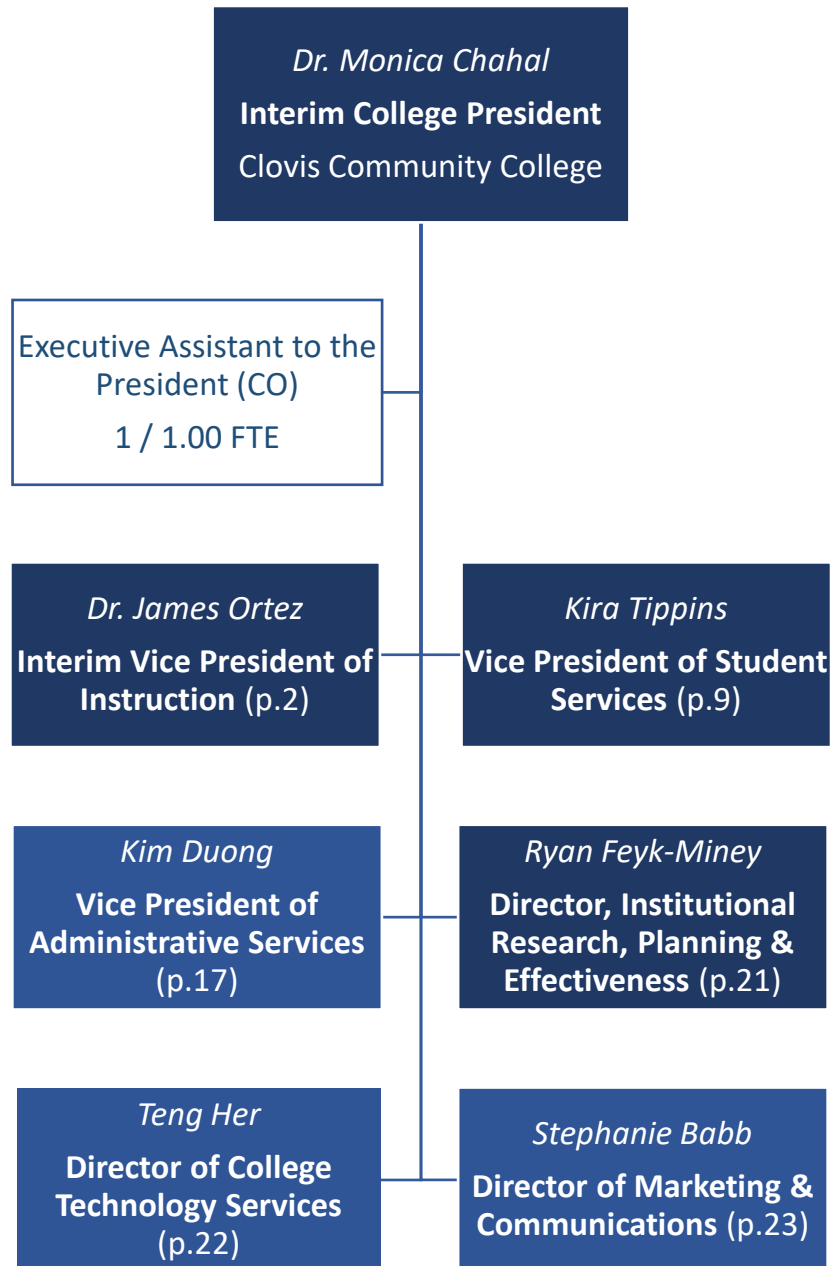 Dr. Monica Chahal
Interim College President
Clovis Community College
Executive Assistant to the
President (CO)
1 / 1.00 FTE
Dr. James Ortez
Interim Vice President of
Instruction (p.2)
Kira Tippins
Vice President of Student
Services (p.9)
Kim Duong
Vice President of
Administrative Services
(p.17)
Ryan Feyk-Miney
Director, Institutional
Research, Planning &
Effectiveness (p.21)
Teng Her
Director of College
Technology Services
(p.22)
Stephanie Babb
Director of Marketing &
Communications (p.23)